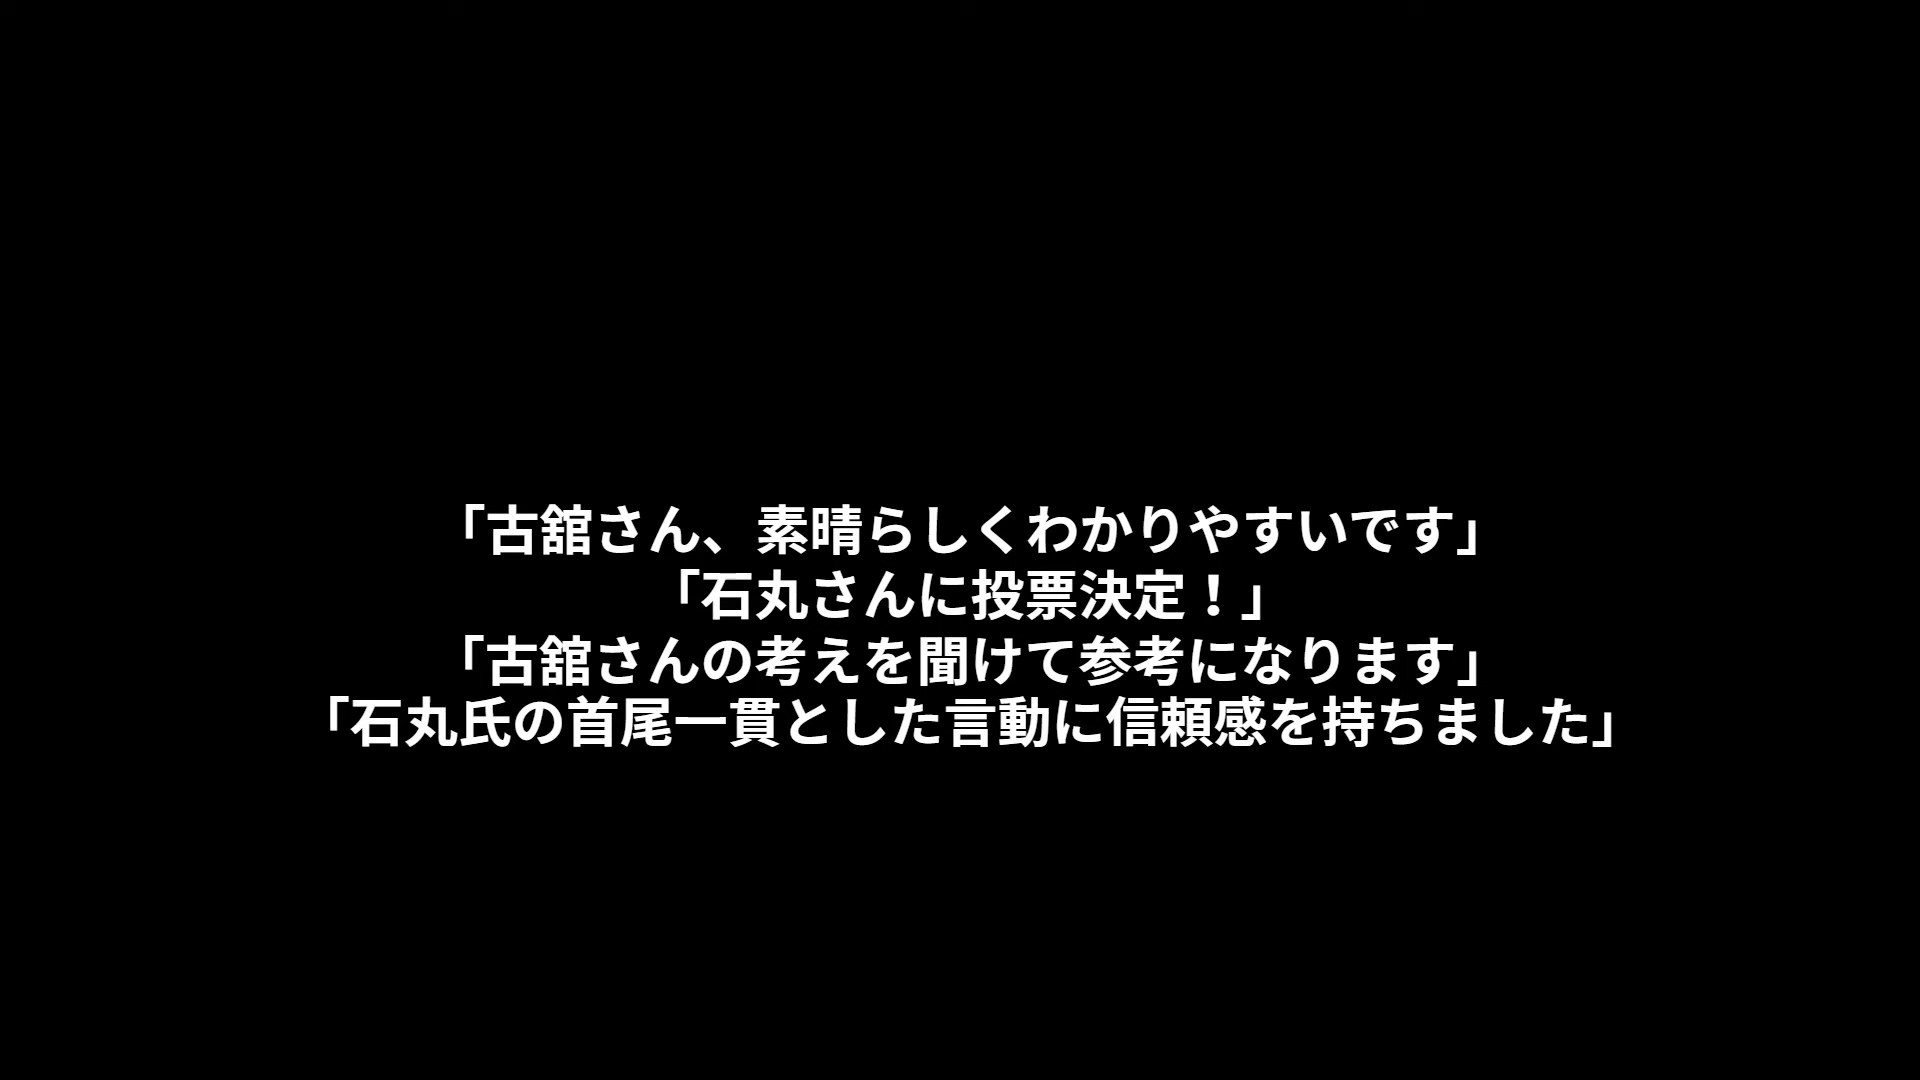 「古舘さん、素晴らしくわかりやすいです」
「石丸さんに投票決定！」
「古舘さんの考えを聞けて参考になります」
「石丸氏の首尾一貫とした言動に信頼感を持ちました」